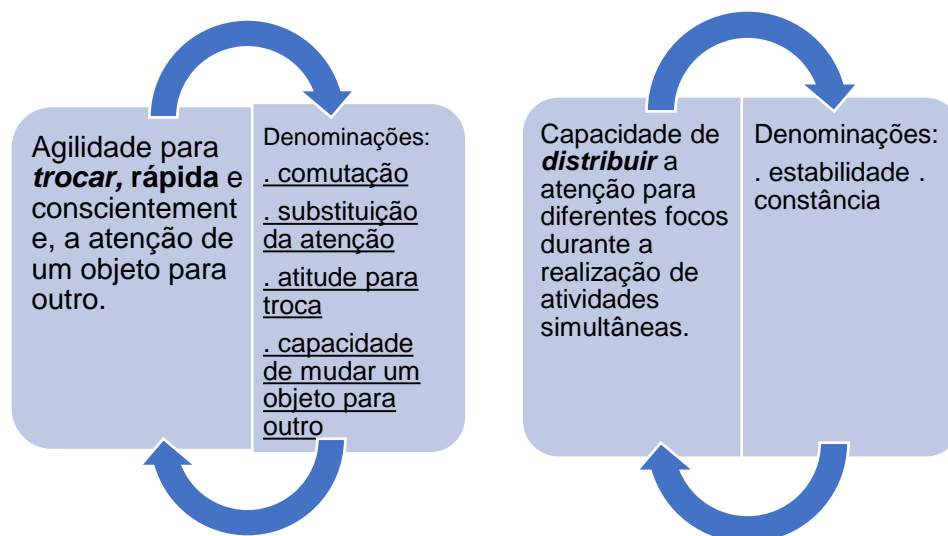 Agilidade para
trocar, rápida e
conscientement
e, a atenção de
um objeto para
outro.
Denominações:
. comutação
. substituição
da atenção
. atitude para
troca
. capacidade
de mudar um
objeto para
outro
Capacidade de
distribuir a
atenção para
diferentes focos
durante a
realização de
atividades
simultâneas.
Denominações:
. estabilidade .
constância